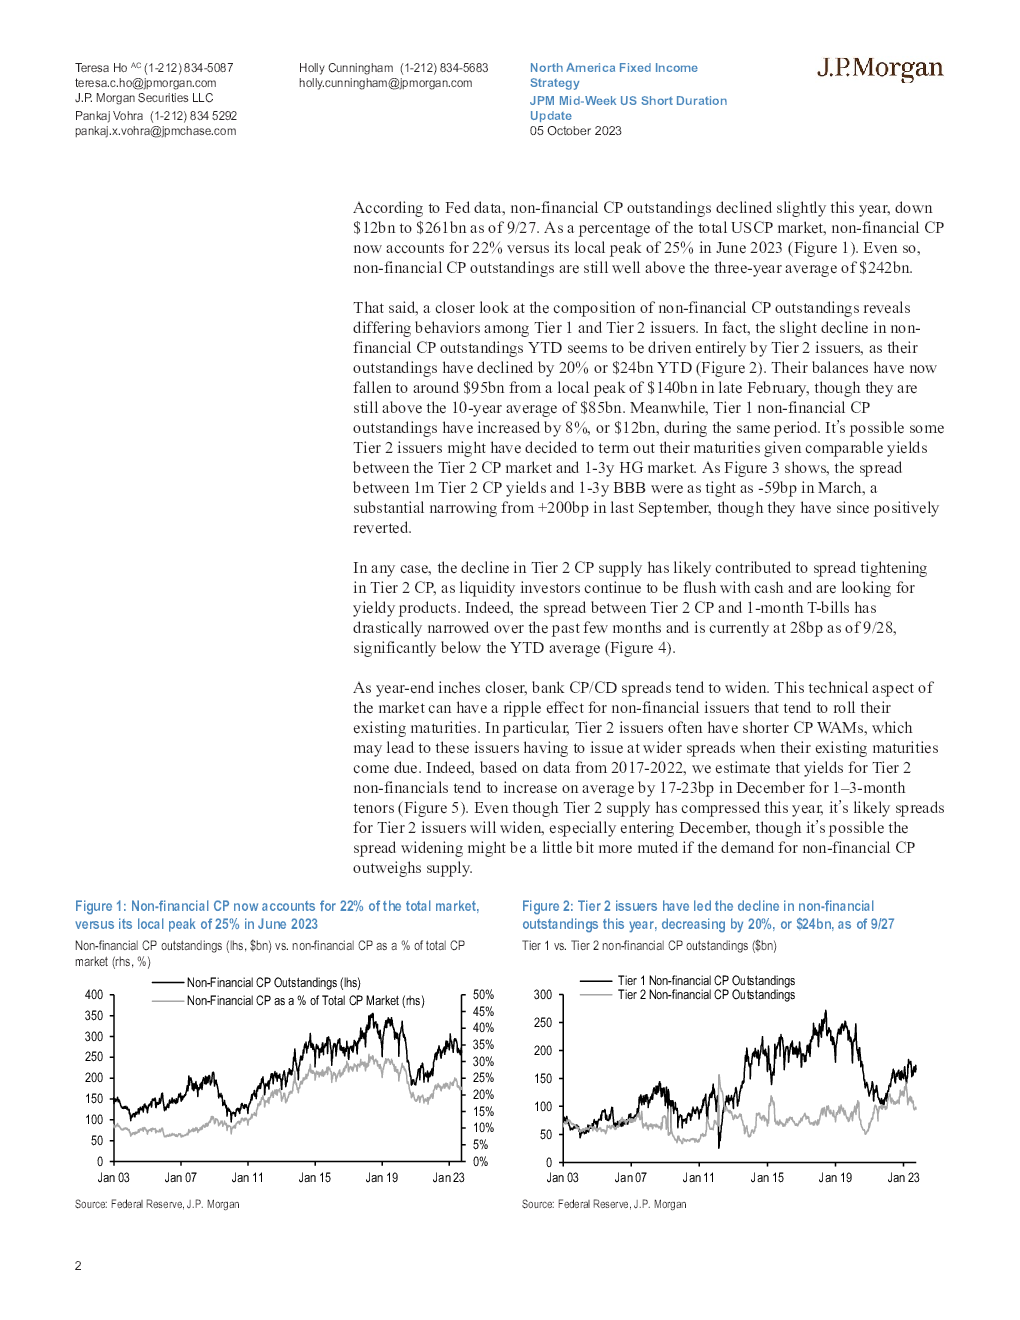 Teresa Ho AC (1-212) 834-5087
teresa.c.ho@jpmorgan.com
J.P. Morgan Securities LLC
Pankaj Vohra (1-212) 834 5292
pankaj.x.vohra@jpmchase.com
Holly Cunningham (1-212) 834-5683
holly.cunningham@jpmorgan.com
North America Fixed Income
Strategy
JPM Mid-Week US Short Duration
Update
05 October 2023
J.P.Morgan
According to Fed data, non-financial CP outstandings declined slightly this year, down
$12bn to $261bn as of 9/27. As a percentage of the total USCP market, non-financial CP
now accounts for 22% versus its local peak of 25% in June 2023 (Figure 1). Even so,
non-financial CP outstandings are still well above the three-year average of $242bn.
That said, a closer look at the composition of non-financial CP outstandings reveals
differing behaviors among Tier 1 and Tier 2 issuers. In fact, the slight decline in non-
financial CP outstandings YTD seems to be driven entirely by Tier 2 issuers, as their
outstandings have declined by 20% or $24bn YTD (Figure 2). Their balances have now
fallen to around $95bn from a local peak of $140bn in late February, though they are
still above the 10-year average of $85bn. Meanwhile, Tier 1 non-financial CP
outstandings have increased by 8%, or $12bn, during the same period. It's possible some
Tier 2 issuers might have decided to term out their maturities given comparable yields
between the Tier 2 CP market and 1-3y HG market. As Figure 3 shows, the spread
between 1m Tier 2 CP yields and 1-3y BBB were as tight as -59bp in March, a
substantial narrowing from +200bp in last September, though they have since positively
reverted.
In any case, the decline in Tier 2 CP supply has likely contributed to spread tightening
in Tier 2 CP, as liquidity investors continue to be flush with cash and are looking for
yieldy products. Indeed, the spread between Tier 2 CP and 1-month T-bills has
drastically narrowed over the past few months and is currently at 28bp as of 9/28,
significantly below the YTD average (Figure 4).
As year-end inches closer, bank CP/CD spreads tend to widen. This technical aspect of
the market can have a ripple effect for non-financial issuers that tend to roll their
existing maturities. In particular, Tier 2 issuers often have shorter CP WAMs, which
may lead to these issuers having to issue at wider spreads when their existing maturities
come due. Indeed, based on data from 2017-2022, we estimate that yields for Tier 2
non-financials tend to increase on average by 17-23bp in December for 1–3-month
tenors (Figure 5). Even though Tier 2 supply has compressed this year, it's likely spreads
for Tier 2 issuers will widen, especially entering December, though it's possible the
spread widening might be a little bit more muted if the demand for non-financial CP
outweighs supply.
Figure 1: Non-financial CP now accounts for 22% of the total market,
versus its local peak of 25% in June 2023
Non-financial CP outstandings (lhs, $bn) vs. non-financial CP as a % of total CP
market (rhs, %)
Non-Financial CP Outstandings (lhs)
Non-Financial CP as a % of Total CP Market (rhs)
400
350
300
250
200
150
100
50
0
50%
45%
40%
35%
30%
25%
20%
15%
10%
5%
0%
Jan 03 Jan 07 Jan 11 Jan 15 Jan 19 Jan 23
Source: Federal Reserve, J.P. Morgan
Figure 2: Tier 2 issuers have led the decline in non-financial
outstandings this year, decreasing by 20%, or $24bn, as of 9/27
Tier 1 vs. Tier 2 non-financial CP outstandings ($bn)
Tier 1 Non-financial CP Outstandings
Tier 2 Non-financial CP Outstandings
300
250
200
150
100
50
0
Jan 03 Jan 07 Jan 11 Jan 15 Jan 19 Jan 23
Source: Federal Reserve, J.P. Morgan
2